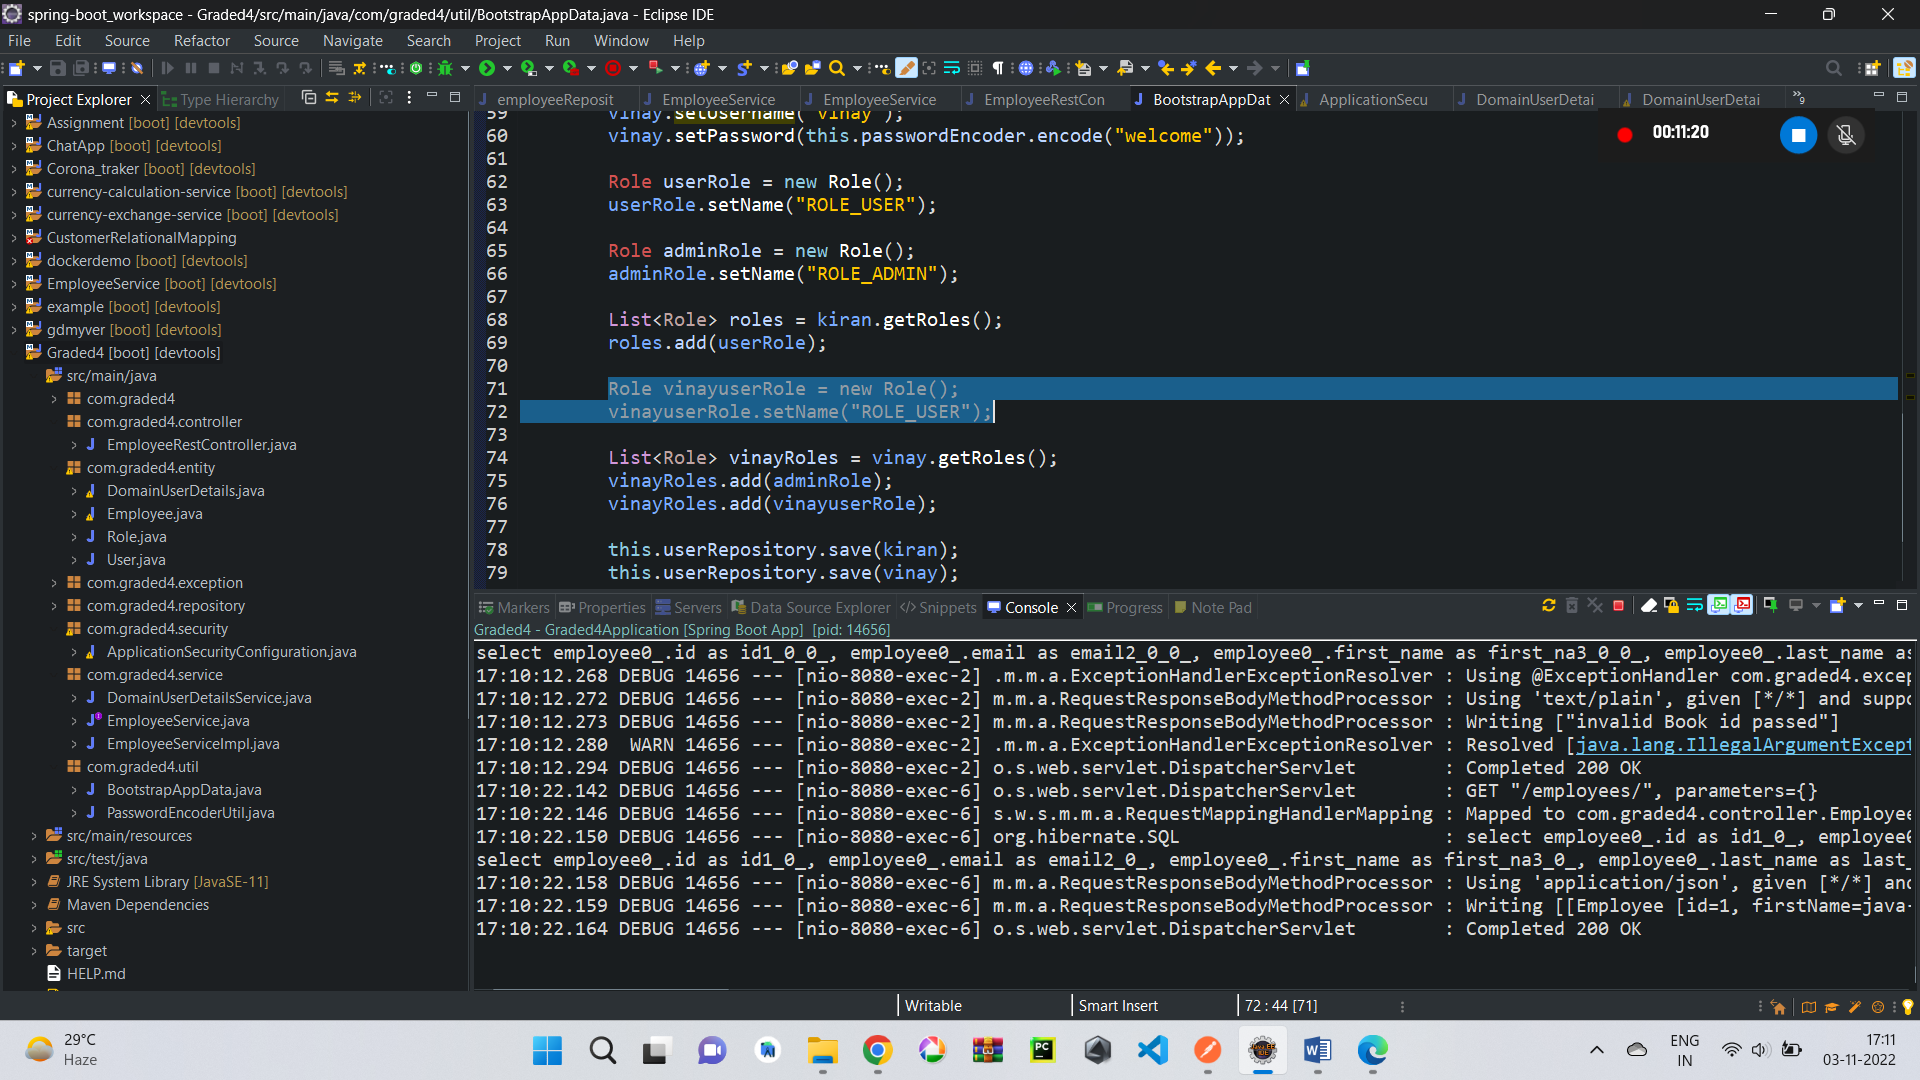 spring-boot_workspace - Graded4/src/main/java/com/graded4/util/BootstrapAppData.java - Eclipse IDE
File Edit Source Refactor Source Navigate Search Project Run Window Help
Project Explorer Type Hierarchy
employeeReposit EmployeeService EmployeeService EmployeeRestCon BootstrapAppDat ApplicationSecu DomainUserDetai DomainUserDetai 9
00:11:20
Assignment [boot] [devtools]
ChatApp [boot] [devtools]
Corona_traker [boot] [devtools]
currency-calculation-service [boot] [devtools]
currency-exchange-service [boot] [devtools]
CustomerRelationalMapping
dockerdemo [boot] [devtools]
EmployeeService [boot] [devtools]
example [boot] [devtools]
gdmyver [boot] [devtools]
Graded4 [boot] [devtools]
src/main/java
com.graded4
com.graded4.controller
EmployeeRestController.java
com.graded4.entity
DomainUserDetails.java
Employee.java
Role.java
User.java
com.graded4.exception
com.graded4.repository
com.graded4.security
ApplicationSecurityConfiguration.java
com.graded4.service
DomainUserDetailsService.java
EmployeeService.java
EmployeeServiceImpl.java
com.graded4.util
BootstrapAppData.java
PasswordEncoderUtil.java
src/main/resources
src/test/java
JRE System Library [JavaSE-11]
Maven Dependencies
src
target
HELP.md
59 vinay.setUsername("vinay");
60 vinay.setPassword(this.passwordEncoder.encode("welcome"));
61
62 Role userRole = new Role();
63 userRole.setName("ROLE_USER");
64
65 Role adminRole = new Role();
66 adminRole.setName("ROLE_ADMIN");
67
68 List<Role> roles = kiran.getRoles();
69 roles.add(userRole);
70
71 Role vinayuserRole = new Role();
72 vinayuserRole.setName("ROLE_USER");
73
74 List<Role> vinayRoles = vinay.getRoles();
75 vinayRoles.add(adminRole);
76 vinayRoles.add(vinayuserRole);
77
78 this.userRepository.save(kiran);
79 this.userRepository.save(vinay);
Markers Properties Servers Data Source Explorer Snippets Console Progress Note Pad
Graded4 - Graded4Application [Spring Boot App] [pid: 14656]
select employee0_.id as id1_0_0_, employee0_.email as email2_0_0_, employee0_.first_name as first_na3_0_0_, employee0_.last_name as
17:10:12.268 DEBUG 14656 --- [nio-8080-exec-2] .m.m.a.ExceptionHandlerExceptionResolver : Using @ExceptionHandler com.graded4.excep
17:10:12.272 DEBUG 14656 --- [nio-8080-exec-2] m.m.a.RequestResponseBodyMethodProcessor : Using 'text/plain', given [*/*] and suppo
17:10:12.273 DEBUG 14656 --- [nio-8080-exec-2] m.m.a.RequestResponseBodyMethodProcessor : Writing ["invalid Book id passed"]
17:10:12.280 WARN 14656 --- [nio-8080-exec-2] .m.m.a.ExceptionHandlerExceptionResolver : Resolved [java.lang.IllegalArgumentExcept
17:10:12.294 DEBUG 14656 --- [nio-8080-exec-2] o.s.web.servlet.DispatcherServlet : Completed 200 OK
17:10:22.142 DEBUG 14656 --- [nio-8080-exec-6] o.s.web.servlet.DispatcherServlet : GET "/employees/", parameters={}
17:10:22.146 DEBUG 14656 --- [nio-8080-exec-6] s.w.s.m.m.a.RequestMappingHandlerMapping : Mapped to com.graded4.controller.Employee
17:10:22.150 DEBUG 14656 --- [nio-8080-exec-6] org.hibernate.SQL : select employee0_.id as id1_0_, employee0
select employee0_.id as id1_0_, employee0_.email as email2_0_, employee0_.first_name as first_na3_0_, employee0_.last_name as last_
17:10:22.158 DEBUG 14656 --- [nio-8080-exec-6] m.m.a.RequestResponseBodyMethodProcessor : Using 'application/json', given [*/*] and
17:10:22.159 DEBUG 14656 --- [nio-8080-exec-6] m.m.a.RequestResponseBodyMethodProcessor : Writing [[Employee [id=1, firstName=java-
17:10:22.164 DEBUG 14656 --- [nio-8080-exec-6] o.s.web.servlet.DispatcherServlet : Completed 200 OK
Writable Smart Insert 72 : 44 [71]
29°C
Haze
ENG
IN
17:11
03-11-2022